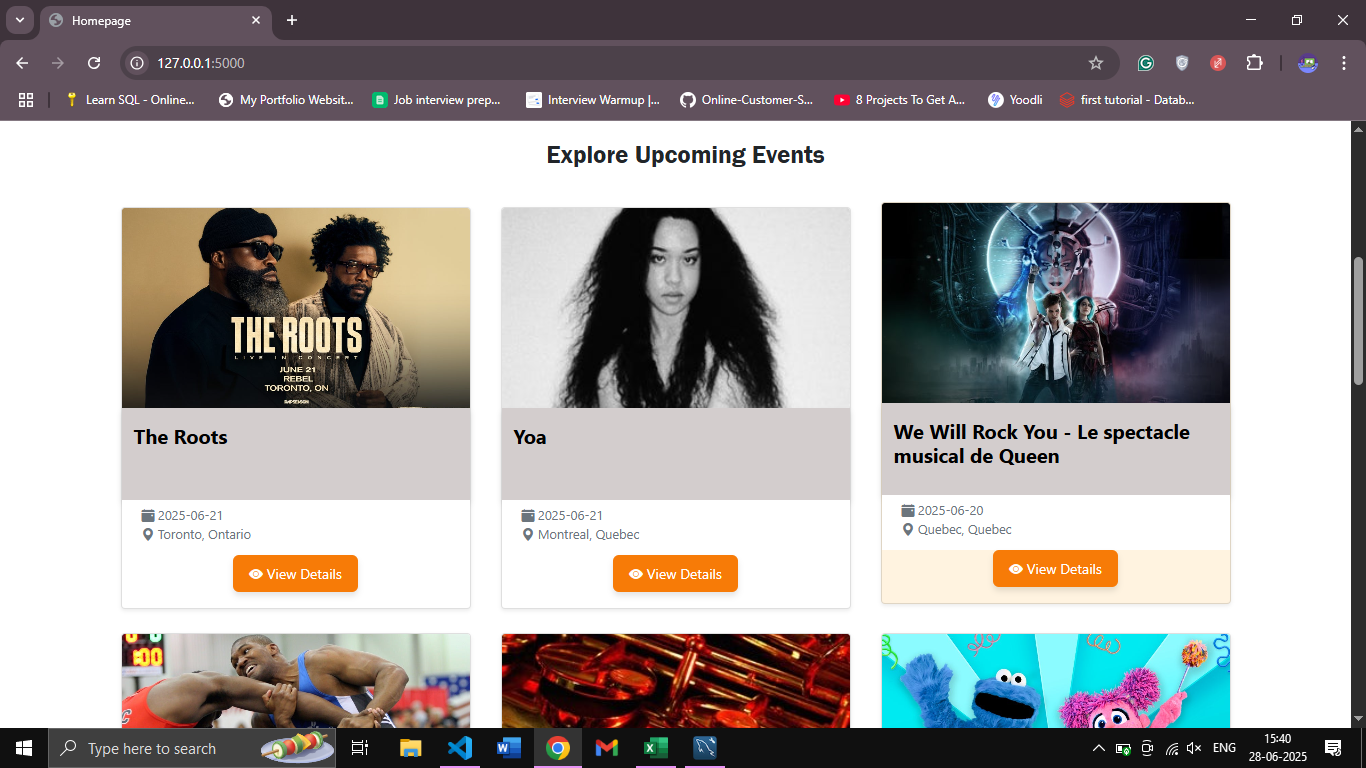 Homepage
127.0.0.1:5000
Learn SQL - Online...
My Portfolio Websit...
Job interview prep...
Interview Warmup |...
Online-Customer-S...
8 Projects To Get A...
Yoodli
first tutorial - Datab...
Explore Upcoming Events
THE ROOTS
LIVE IN CONCERT
JUNE 21
REBEL
TORONTO, ON
The Roots
2025-06-21
Toronto, Ontario
View Details
Yoa
2025-06-21
Montreal, Quebec
View Details
We Will Rock You - Le spectacle
musical de Queen
2025-06-20
Quebec, Quebec
View Details
Type here to search
ENG
15:40
28-06-2025